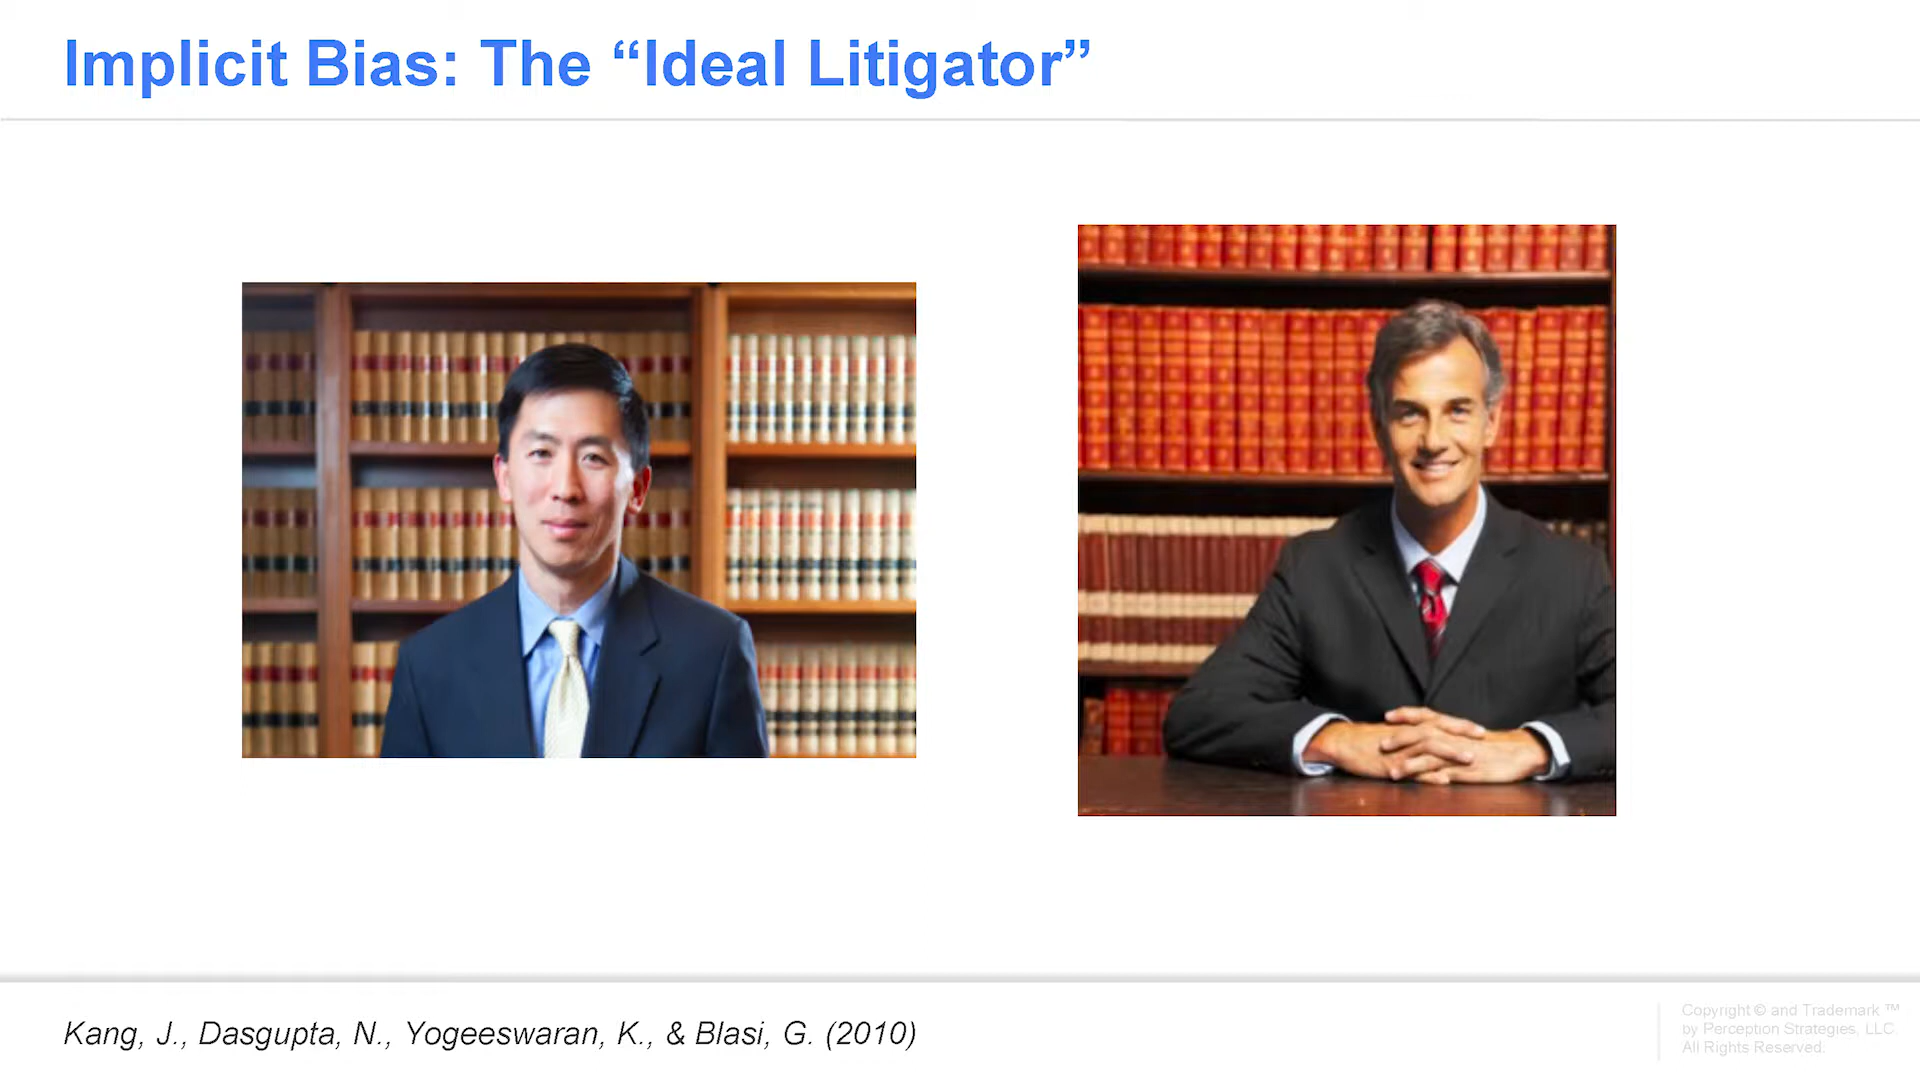 Implicit Bias: The “Ideal Litigator”
Kang, J., Dasgupta, N., Yogeeswaran, K., & Blasi, G. (2010)
Copyright © and Trademark ™
by Perception Strategies, LLC.
All Rights Reserved.